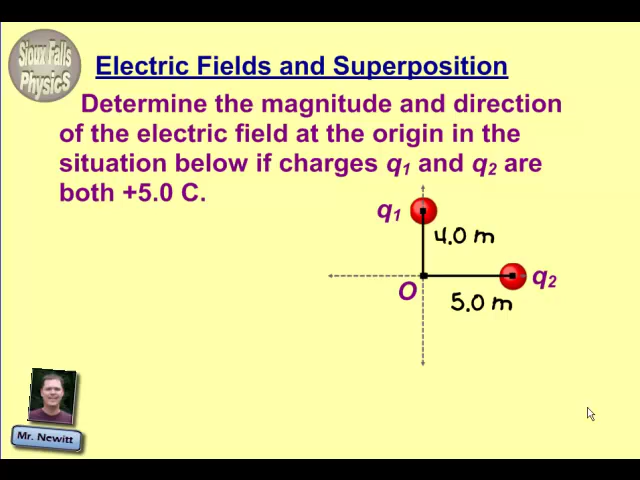 Sioux Falls
Physics
Electric Fields and Superposition
Determine the magnitude and direction
of the electric field at the origin in the
situation below if charges q1 and q2 are
both +5.0 C.
q1
4.0 m
q2
O
5.0 m
Mr. Newitt